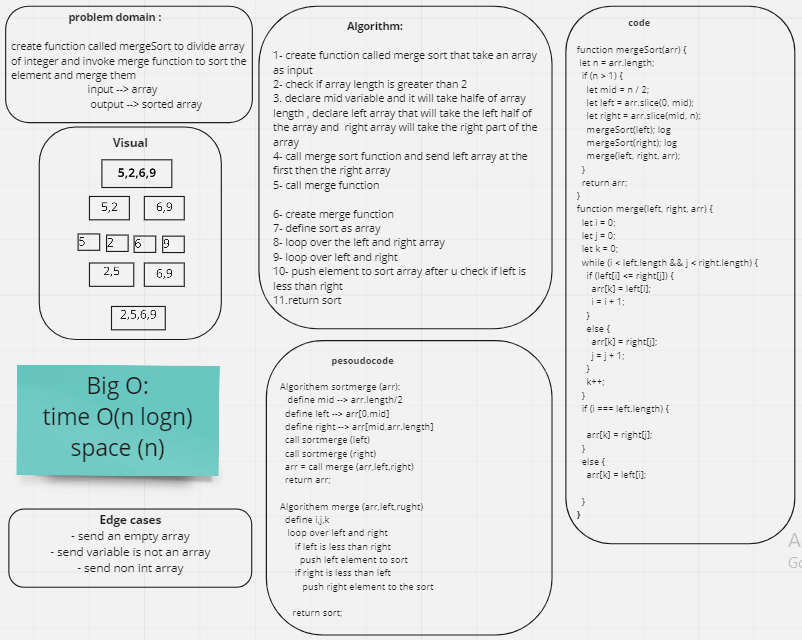 problem domain :
create function called mergeSort to divide array
of integer and invoke merge function to sort the
element and merge them
input --> array
output --> sorted array
Visual
5,2,6,9
5,2
6,9
5
2
6
9
2,5
6,9
2,5,6,9
Big O:
time O(n logn)
space (n)
Edge cases
- send an empty array
- send variable is not an array
- send non int array
Algorithm:
1- create function called merge sort that take an array
as input
2- check if array length is greater than 2
3. declare mid variable and it will take halfe of array
length , declare left array that will take the left half of
the array and right array will take the right part of the
array
4- call merge sort function and send left array at the
first then the right array
5- call merge function
6- create merge function
7- define sort as array
8- loop over the left and right array
9- loop over left and right
10- push element to sort array after u check if left is
less than right
11.return sort
pesoudocode
Algorithem sortmerge (arr):
define mid --> arr.length/2
define left --> arr[0,mid]
define right --> arr[mid,arr.length]
call sortmerge (left)
call sortmerge (right)
arr = call merge (arr,left,right)
return arr;
Algorithem merge (arr,left,rught)
define i,j,k
loop over left and right
if left is less than right
push left element to sort
if right is less than left
push right element to the sort
return sort;
code
function mergeSort(arr) {
let n = arr.length;
if (n > 1) {
let mid = n / 2;
let left = arr.slice(0, mid);
let right = arr.slice(mid, n);
mergeSort(left); log
mergeSort(right); log
merge(left, right, arr);
}
return arr;
}
function merge(left, right, arr) {
let i = 0;
let j = 0;
let k = 0;
while (i < left.length && j < right.length) {
if (left[i] <= right[j]) {
arr[k] = left[i];
i = i + 1;
}
else {
arr[k] = right[j];
j = j + 1;
}
k++;
}
if (i === left.length) {
arr[k] = right[j];
}
else {
arr[k] = left[i];
}
}